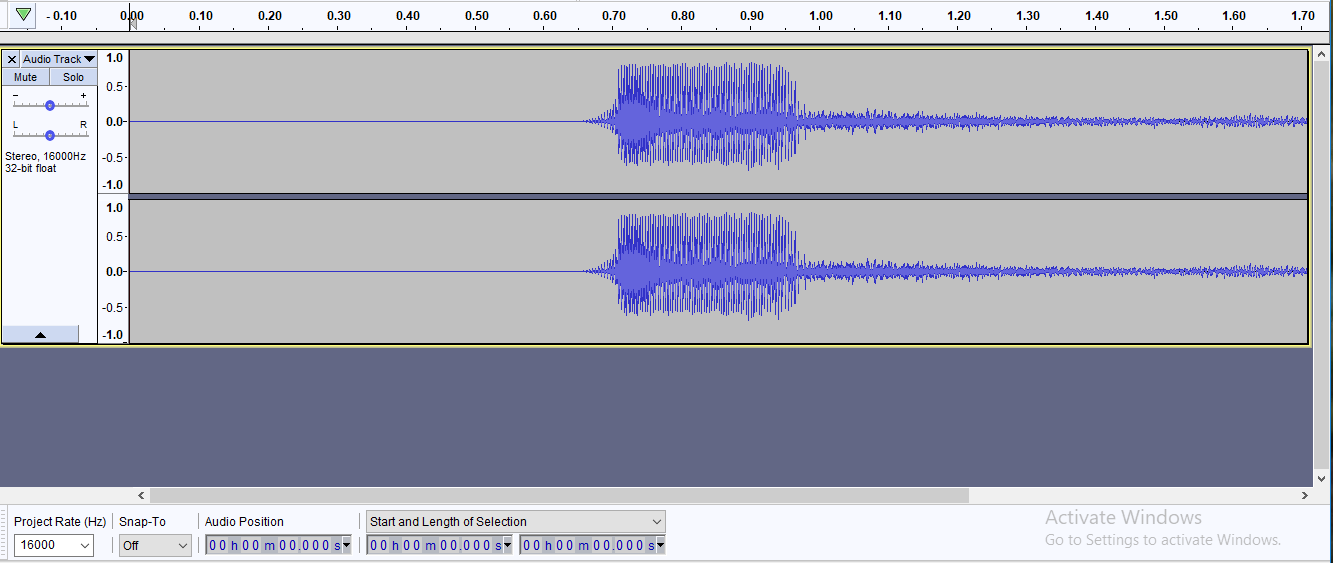 - 0.10 0.00 0.10 0.20 0.30 0.40 0.50 0.60 0.70 0.80 0.90 1.00 1.10 1.20 1.30 1.40 1.50 1.60 1.70
X Audio Track
Mute Solo
- +
L R
Stereo, 16000Hz
32-bit float
1.0
0.5-
0.0-
-0.5-
-1.0
1.0
0.5-
0.0-
-0.5-
-1.0
Project Rate (Hz) Snap-To Audio Position Start and Length of Selection
16000 Off 00 h 00 m 00.000 s 00 h 00 m 00.000 s 00 h 00 m 00.000 s
Activate Windows
Go to Settings to activate Windows.